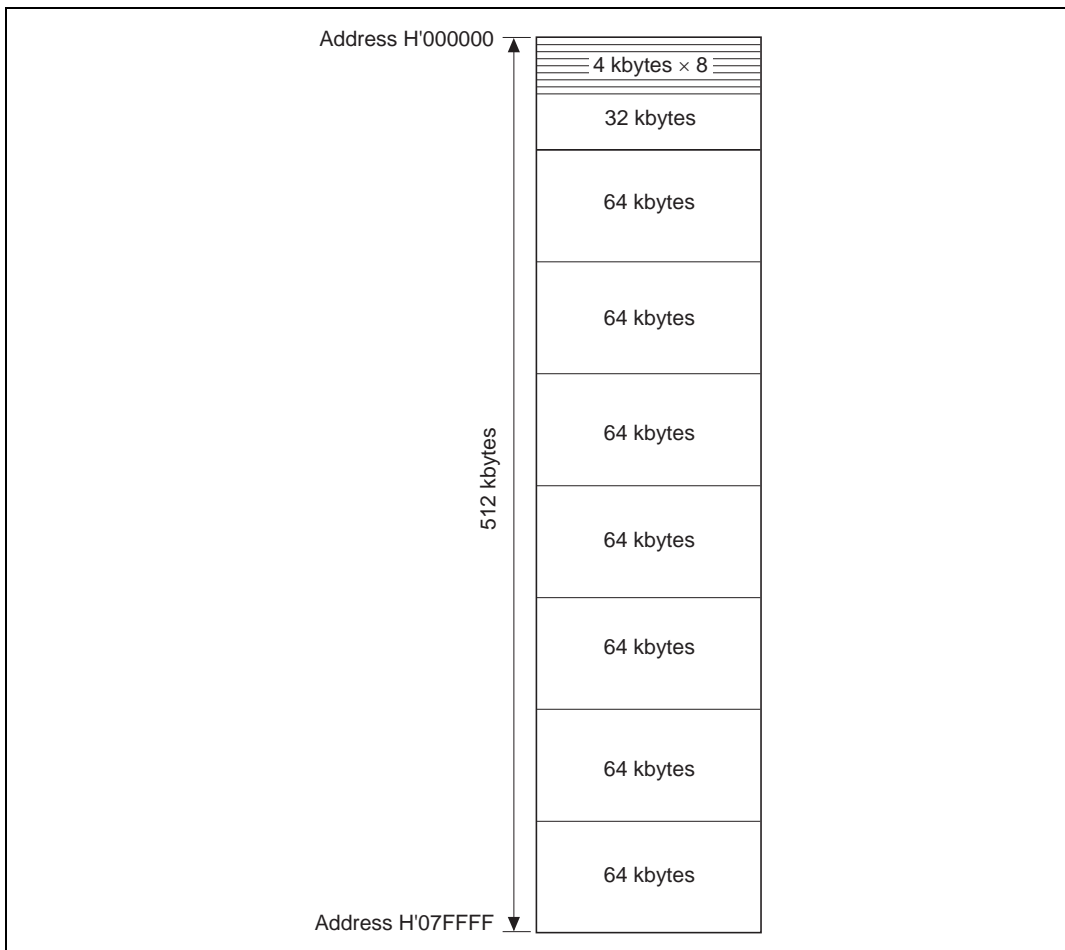 Address H'000000
4 kbytes × 8
32 kbytes
64 kbytes
64 kbytes
64 kbytes
512 kbytes
64 kbytes
64 kbytes
64 kbytes
64 kbytes
Address H'07FFFF